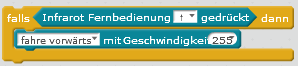 falls Infrarot Fernbedienung ↑ gedrückt dann
fahre vorwärts mit Geschwindigkei 255